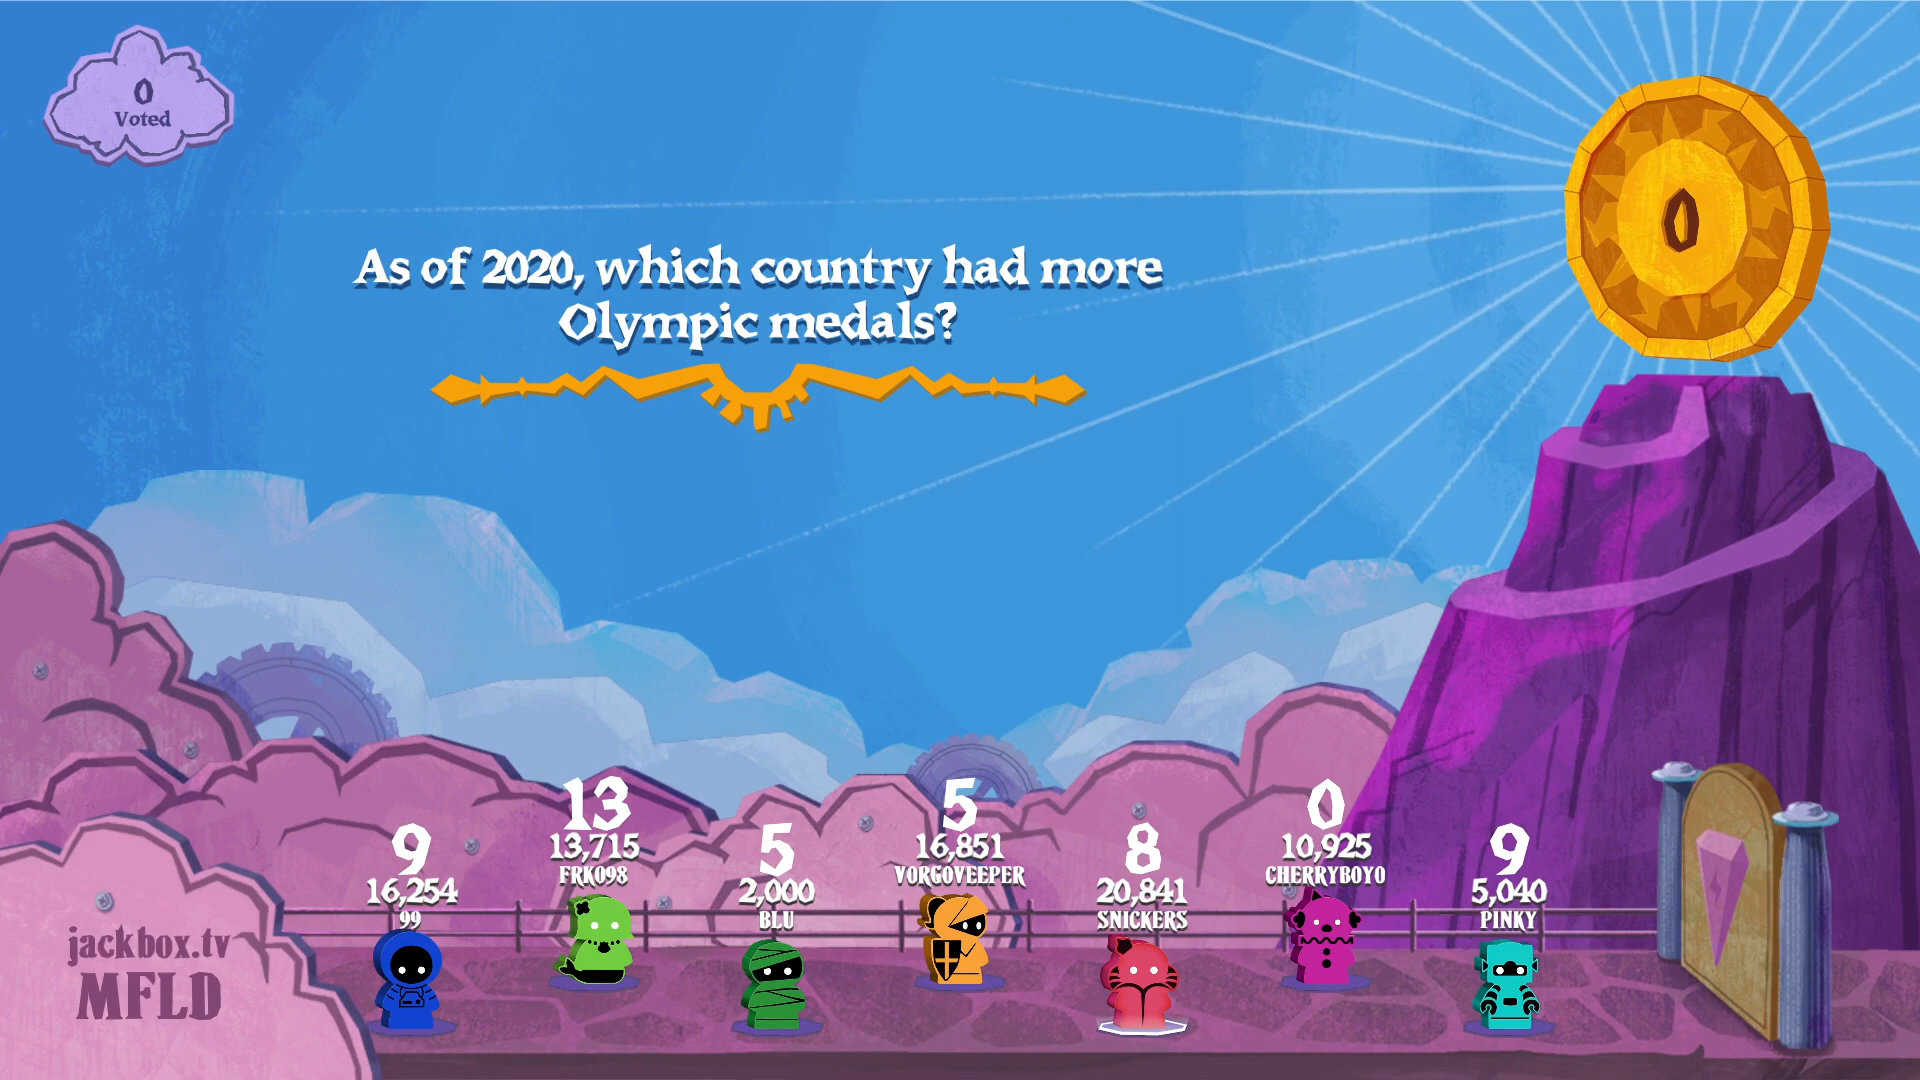 0
Voted
0
As of 2020, which country had more
Olympic medals?
9
16,254
99
13
13,715
FRKO98
5
2,000
BLU
5
16,851
VORGOVEEPER
8
20,841
SNICKERS
0
10,925
CHERRYBOYO
9
5,040
PINKY
jackbox.tv
MFLD